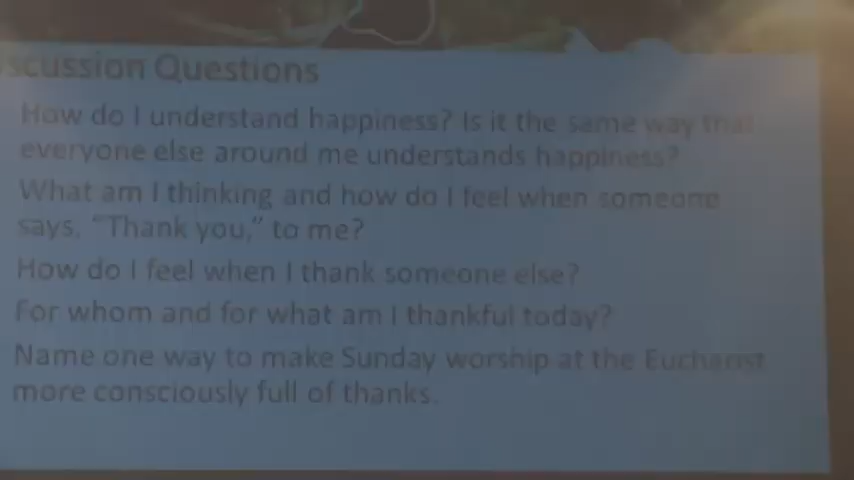 scussion Questions
How do I understand happiness? Is it the same way that
everyone else around me understands happiness?
What am I thinking and how do I feel when someone
says, “Thank you,” to me?
How do I feel when I thank someone else?
For whom and for what am I thankful today?
Name one way to make Sunday worship at the Eucharist
more consciously full of thanks.